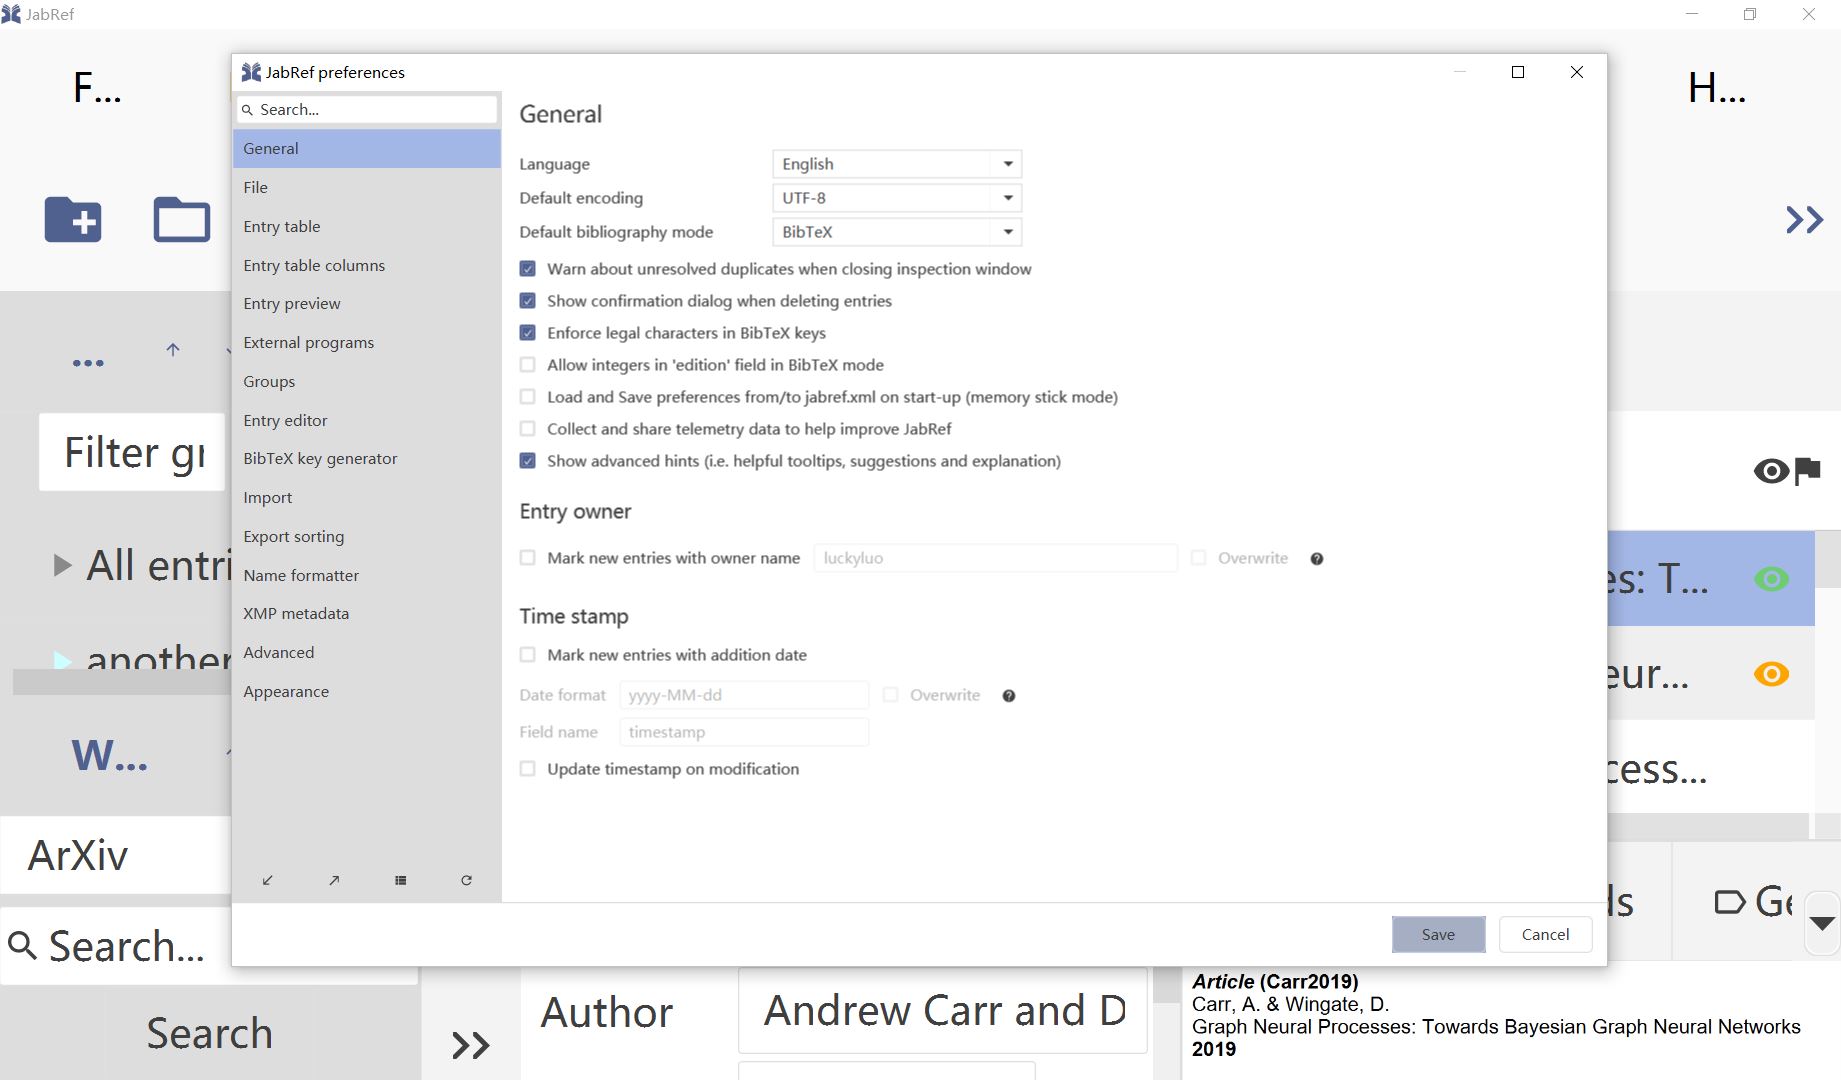 JabRef
F...
H...
JabRef preferences
Search...
General
File
Entry table
Entry table columns
Entry preview
External programs
Groups
Entry editor
BibTeX key generator
Import
Export sorting
Name formatter
XMP metadata
Advanced
Appearance
General
Language English
Default encoding UTF-8
Default bibliography mode BibTeX
Warn about unresolved duplicates when closing inspection window
Show confirmation dialog when deleting entries
Enforce legal characters in BibTeX keys
Allow integers in 'edition' field in BibTeX mode
Load and Save preferences from/to jabref.xml on start-up (memory stick mode)
Collect and share telemetry data to help improve JabRef
Show advanced hints (i.e. helpful tooltips, suggestions and explanation)
Entry owner
Mark new entries with owner name luckyluo Overwrite
Time stamp
Mark new entries with addition date
Date format yyyy-MM-dd Overwrite
Field name timestamp
Update timestamp on modification
Save Cancel
...
Filter gr
All entri
another
W...
ArXiv
Search...
Search
es: T...
eur...
cess...
ds
Ge
Author Andrew Carr and D
Article (Carr2019)
Carr, A. & Wingate, D.
Graph Neural Processes: Towards Bayesian Graph Neural Networks
2019